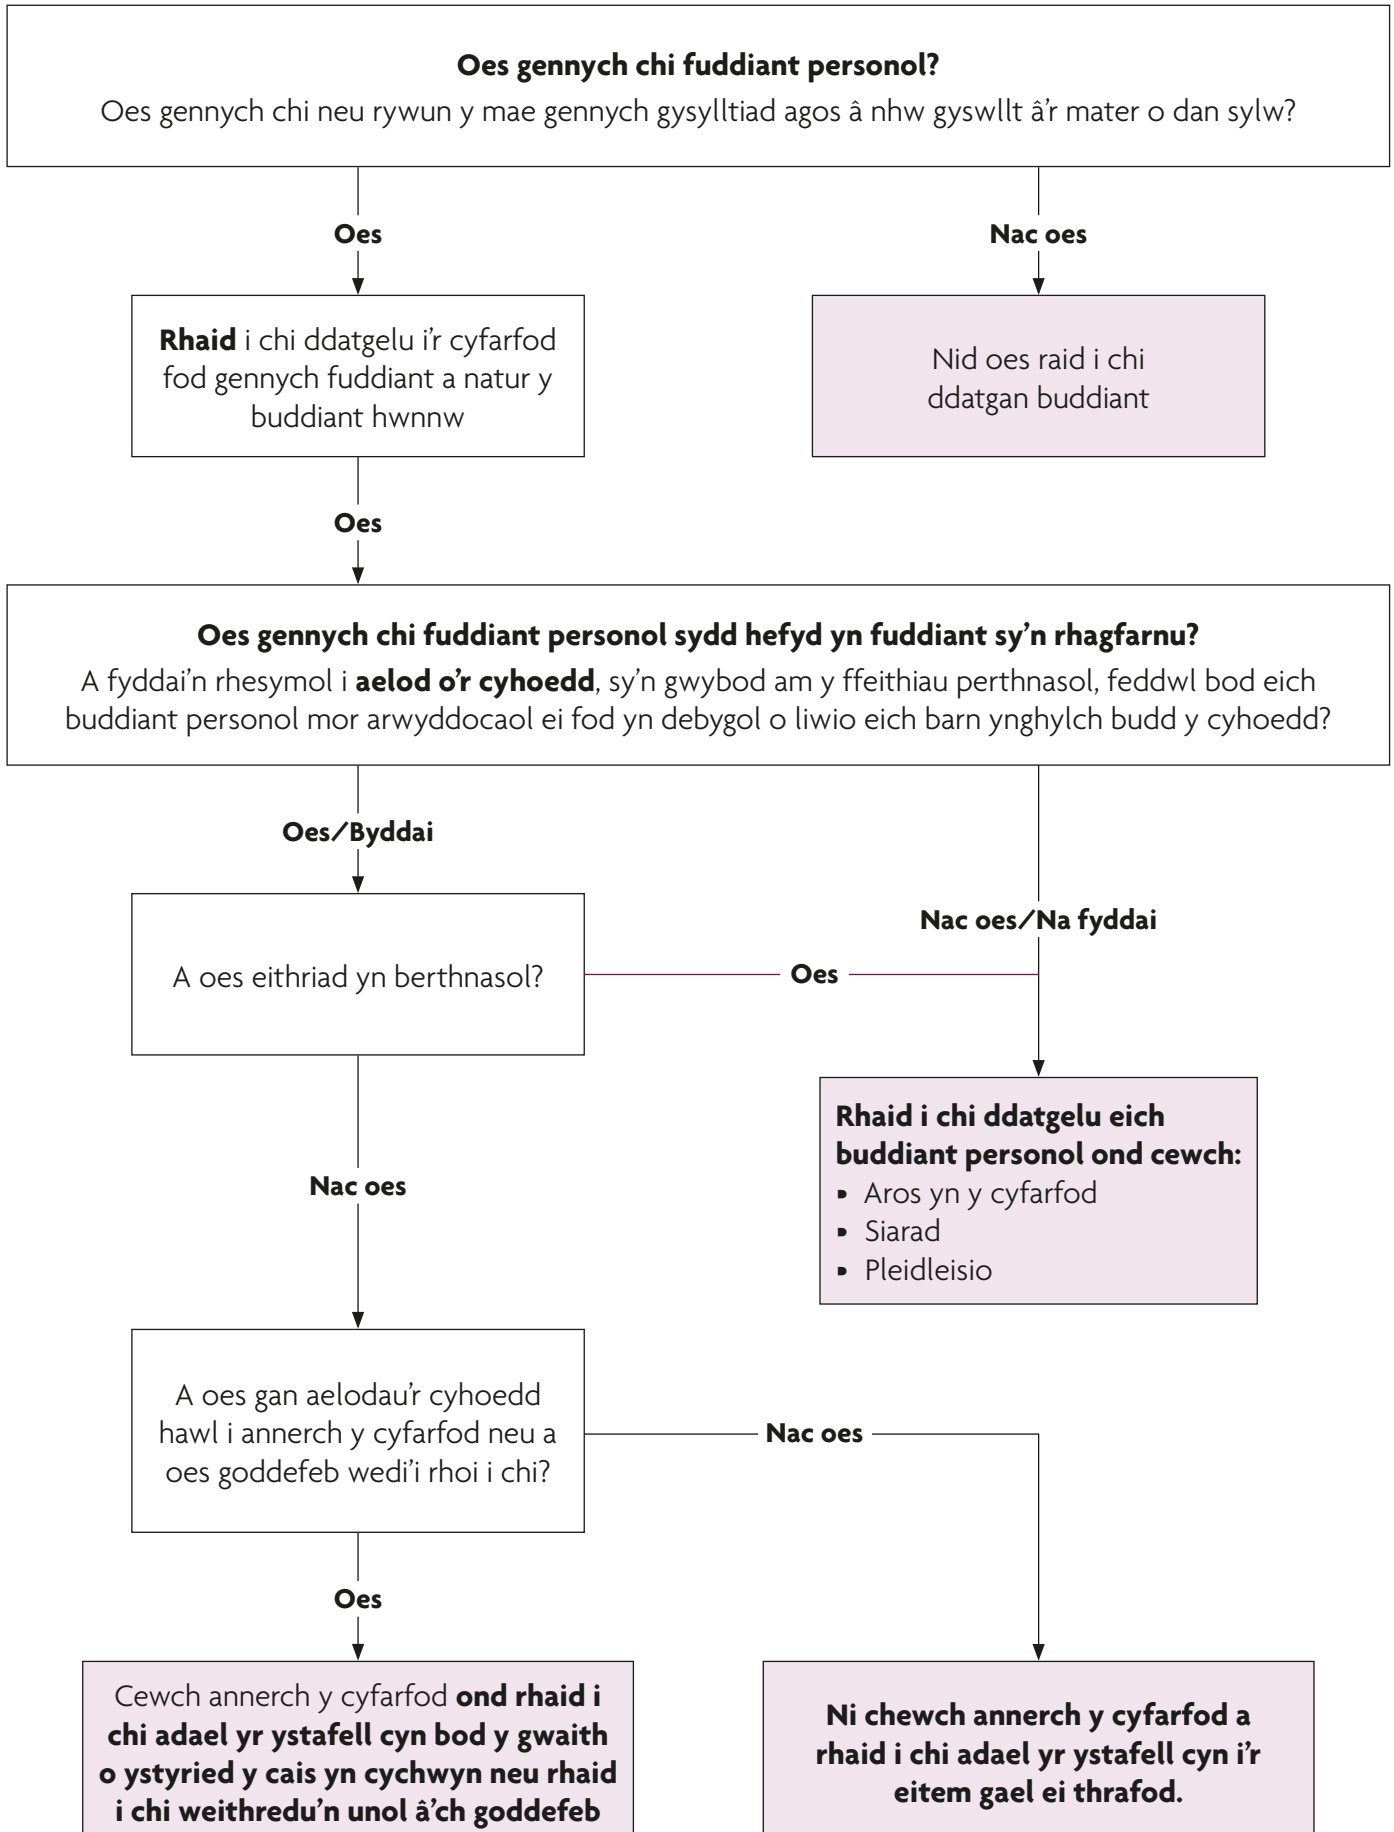 Oes gennych chi fuddiant personol?
Oes gennych chi neu rywun y mae gennych gysylltiad agos â nhw gyswllt â'r mater o dan sylw?
Oes
Nac oes
Rhaid i chi ddatgelu i'r cyfarfod
fod gennych fuddiant a natur y
buddiant hwnnw
Nid oes raid i chi
ddatgan buddiant
Oes
Oes gennych chi fuddiant personol sydd hefyd yn fuddiant sy'n rhagfarnu?
A fyddai'n rhesymol i aelod o'r cyhoedd, sy'n gwybod am y ffeithiau perthnasol, feddwl bod eich
buddiant personol mor arwyddocaol ei fod yn debygol o liwio eich barn ynghylch budd y cyhoedd?
Oes/Byddai
Nac oes/Na fyddai
A oes eithriad yn berthnasol?
Oes
Rhaid i chi ddatgelu eich
buddiant personol ond cewch:
• Aros yn y cyfarfod
• Siarad
• Pleidleisio
Nac oes
A oes gan aelodau'r cyhoedd
hawl i annerch y cyfarfod neu a
oes goddefeb wedi'i rhoi i chi?
Nac oes
Oes
Cewch annerch y cyfarfod ond rhaid i
chi adael yr ystafell cyn bod y gwaith
o ystyried y cais yn cychwyn neu rhaid
i chi weithredu'n unol â'ch goddefeb
Ni chewch annerch y cyfarfod a
rhaid i chi adael yr ystafell cyn i'r
eitem gael ei thrafod.